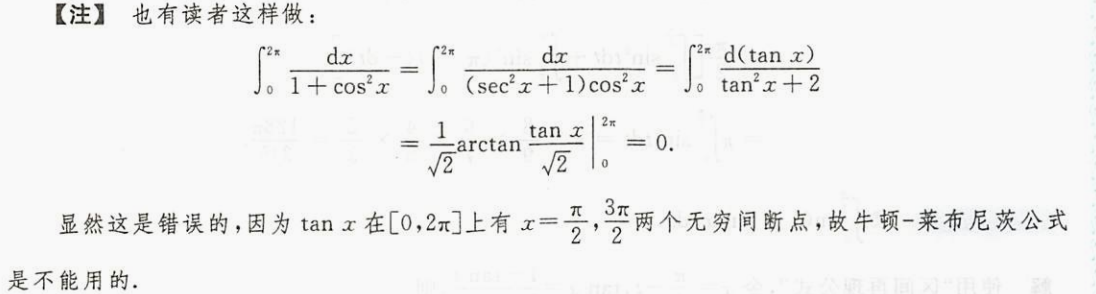 【注】 也有读者这样做：
∫₀^{2π} dx/(1+cos²x) = ∫₀^{2π} dx/((sec²x+1)cos²x) = ∫₀^{2π} d(tan x)/(tan²x+2)
= 1/√2 arctan (tan x)/√2 |₀^{2π} = 0.
显然这是错误的,因为 tan x 在[0,2π]上有 x=π/2,3π/2两个无穷间断点,故牛顿-莱布尼茨公式
是不能用的.